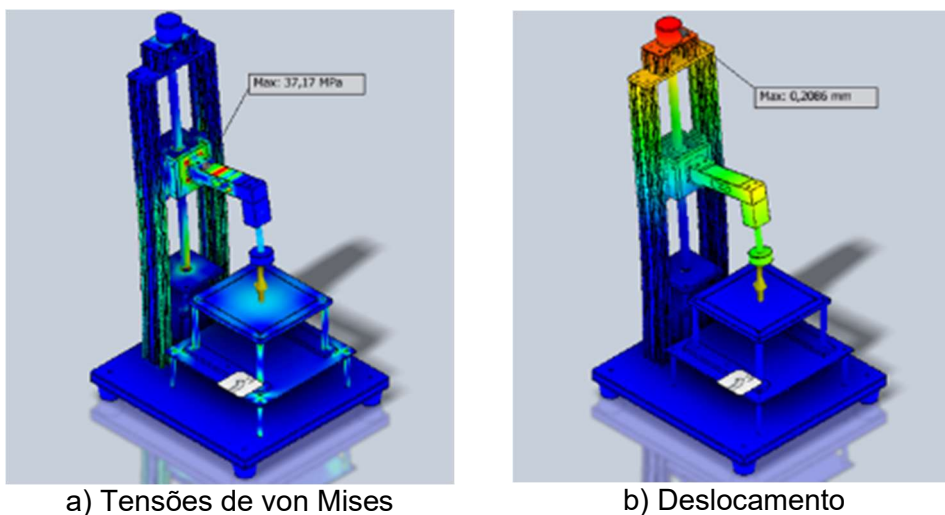 Max: 37,17 MPa
Max: 0,2086 mm
a) Tensões de von Mises
b) Deslocamento